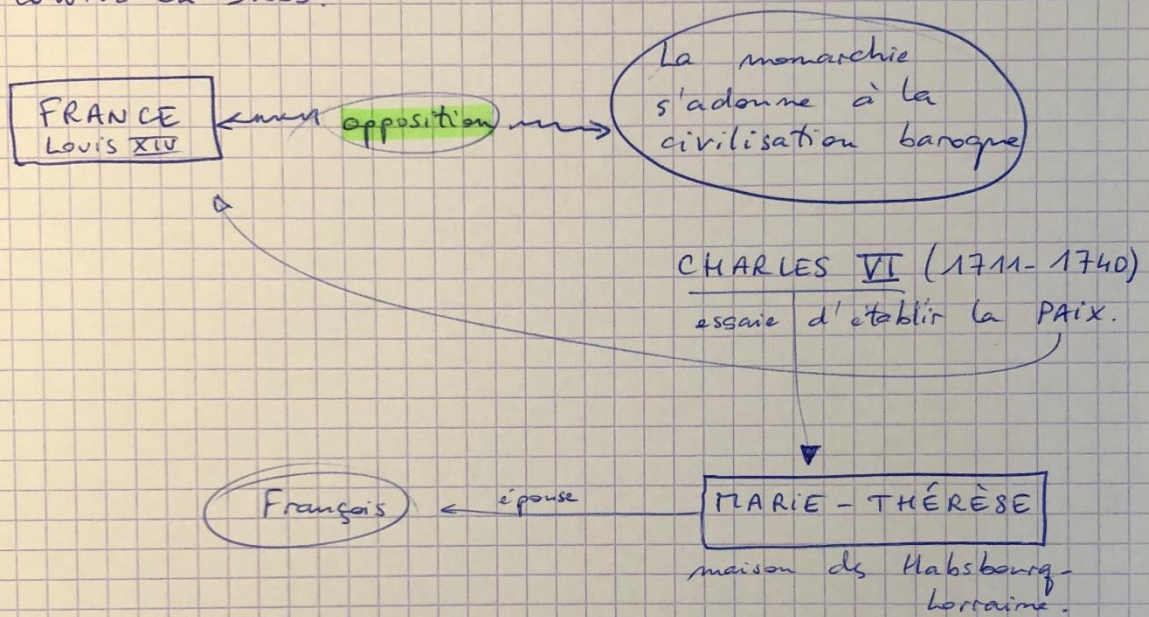 FRANCE
Louis XIV
opposition
La monarchie
s'adonne à la
civilisation baroque
CHARLES VI (1711-1740)
essaie d'établir la PAIX.
François
épouse
MARIE - THÉRÈSE
maison ds Habsbourg-
Lorraine.